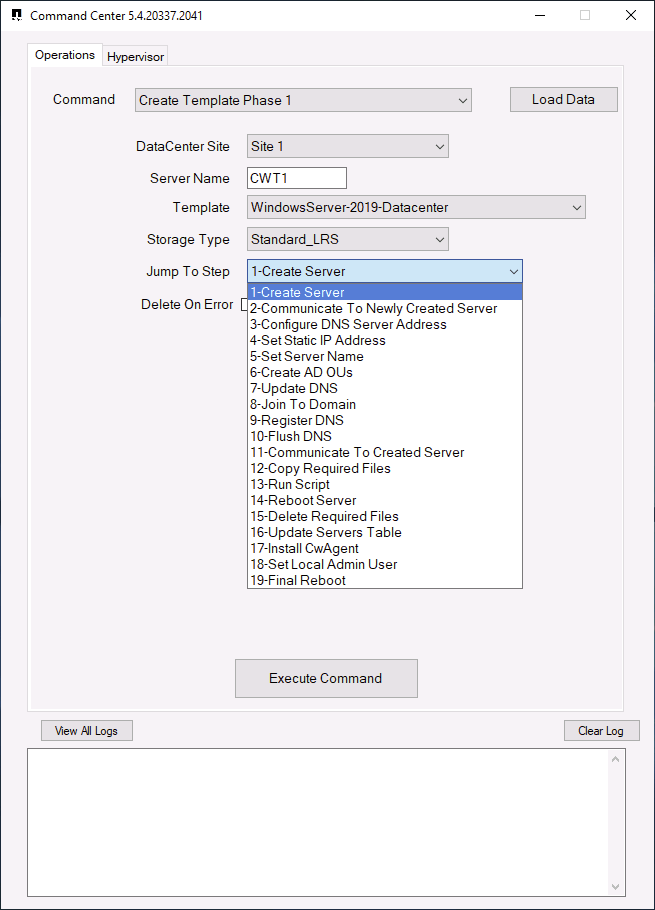 Command Center 5.4.20337.2041
Operations
Hypervisor
Command
Create Template Phase 1
Load Data
DataCenter Site
Site 1
Server Name
CWT1
Template
WindowsServer-2019-Datacenter
Storage Type
Standard_LRS
Jump To Step
1-Create Server
Delete On Error
1-Create Server
2-Communicate To Newly Created Server
3-Configure DNS Server Address
4-Set Static IP Address
5-Set Server Name
6-Create AD OUs
7-Update DNS
8-Join To Domain
9-Register DNS
10-Flush DNS
11-Communicate To Created Server
12-Copy Required Files
13-Run Script
14-Reboot Server
15-Delete Required Files
16-Update Servers Table
17-Install CwAgent
18-Set Local Admin User
19-Final Reboot
Execute Command
View All Logs
Clear Log